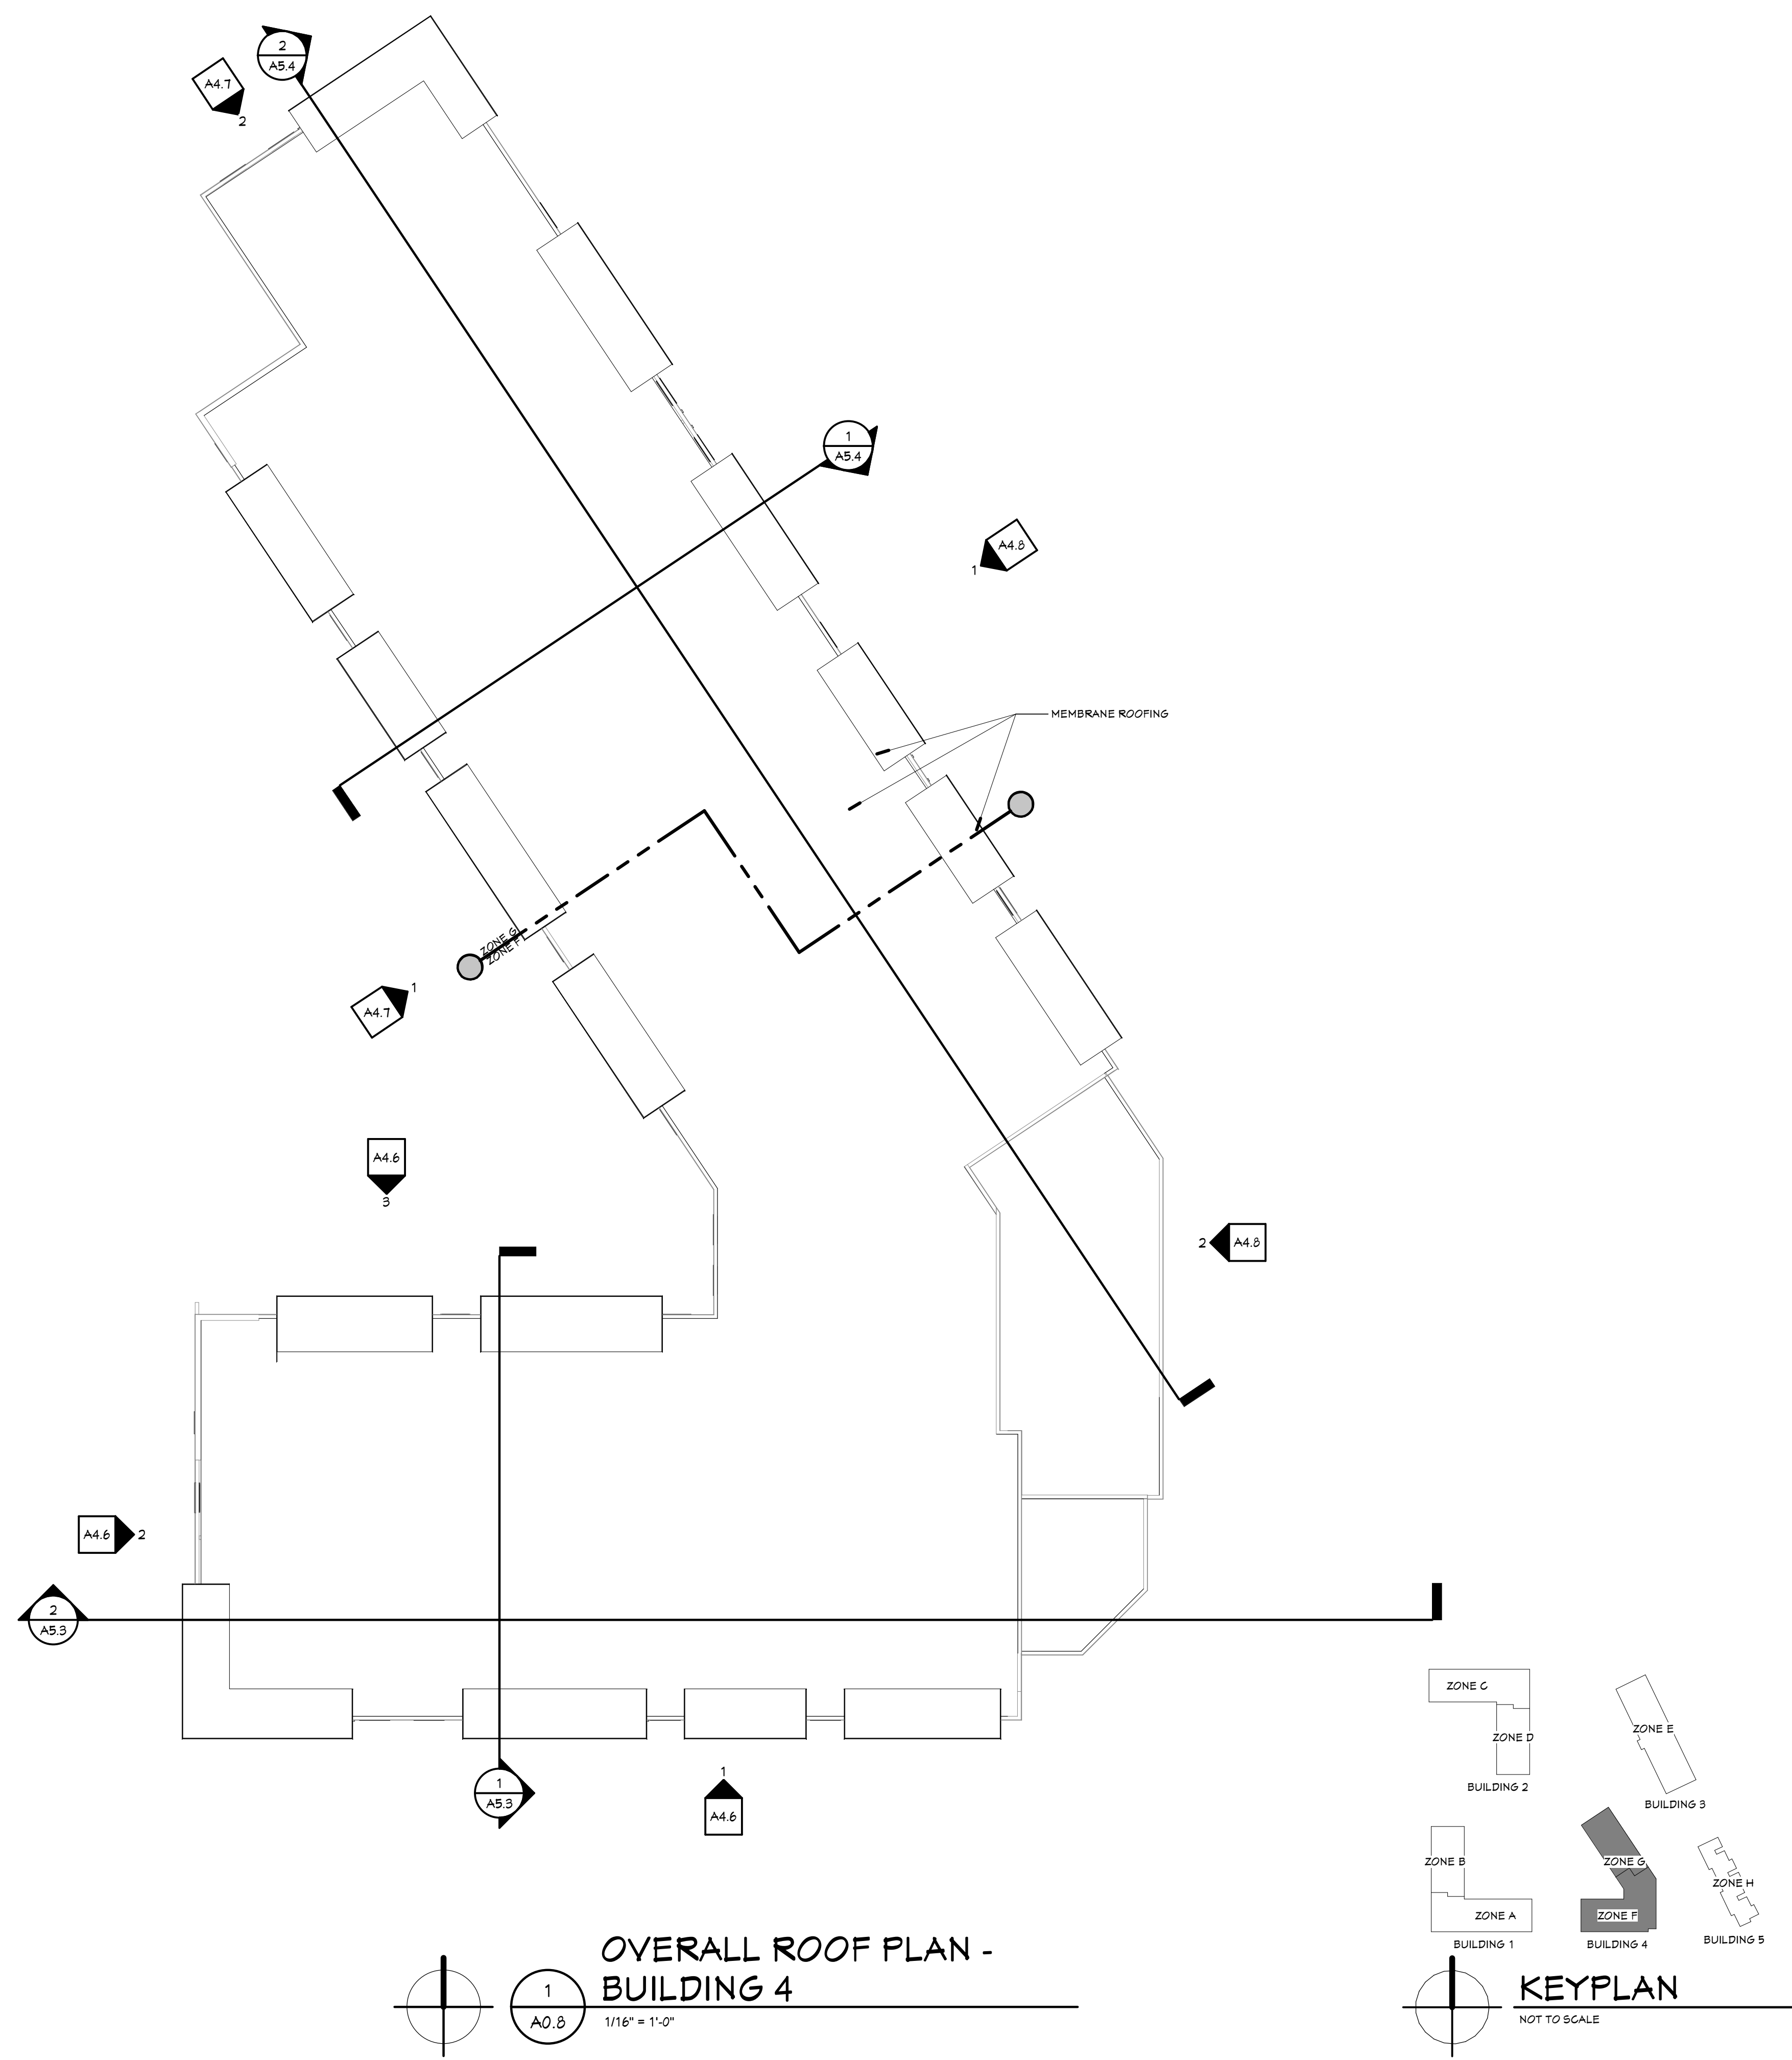 2
A5.4
A4.7
2
1
A5.4
A4.8
1
MEMBRANE ROOFING
ZONE G
ZONE F
A4.7
1
A4.6
3
2
A4.8
A4.6
2
2
A5.3
1
A5.3
1
A4.6
ZONE C
ZONE D
BUILDING 2
ZONE E
BUILDING 3
ZONE B
ZONE A
BUILDING 1
ZONE G
ZONE F
BUILDING 4
ZONE H
BUILDING 5
1
A0.8
OVERALL ROOF PLAN -
BUILDING 4
1/16" = 1'-0"
KEYPLAN
NOT TO SCALE